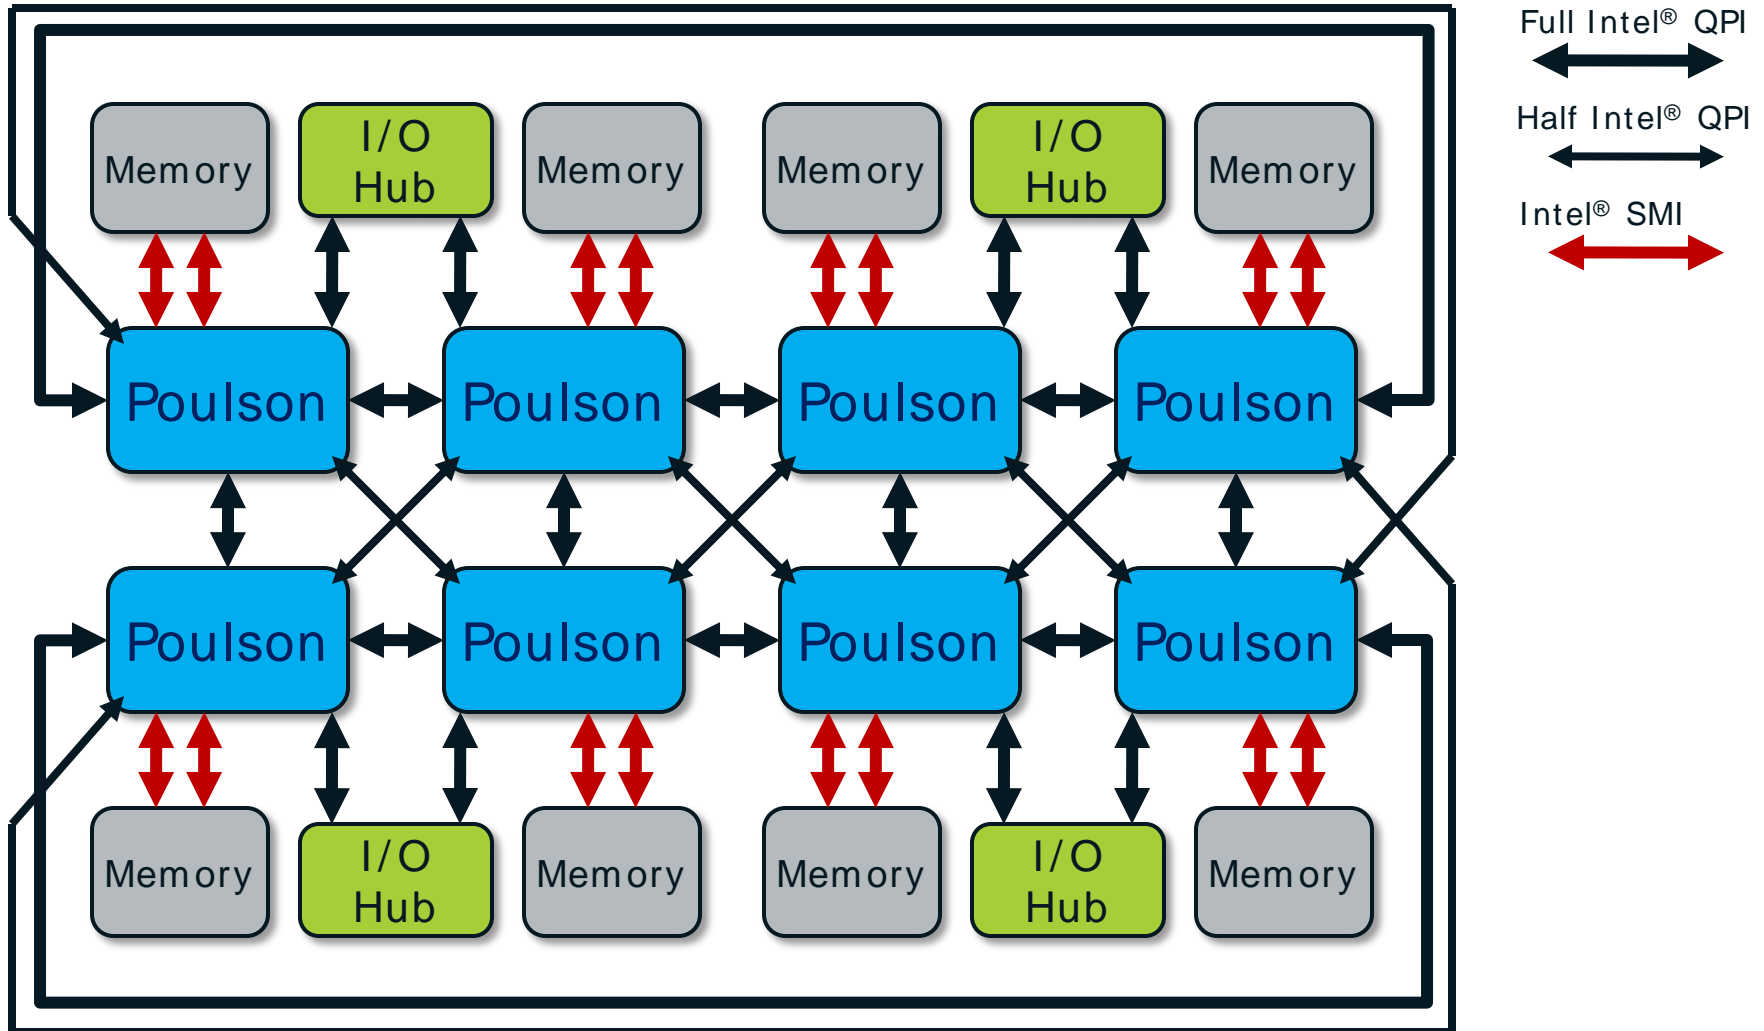 Full Intel® QPI
Half Intel® QPI
Intel® SMI
Memory
I/O
Hub
Memory
Memory
I/O
Hub
Memory
Poulson
Poulson
Poulson
Poulson
Poulson
Poulson
Poulson
Poulson
Memory
I/O
Hub
Memory
Memory
I/O
Hub
Memory